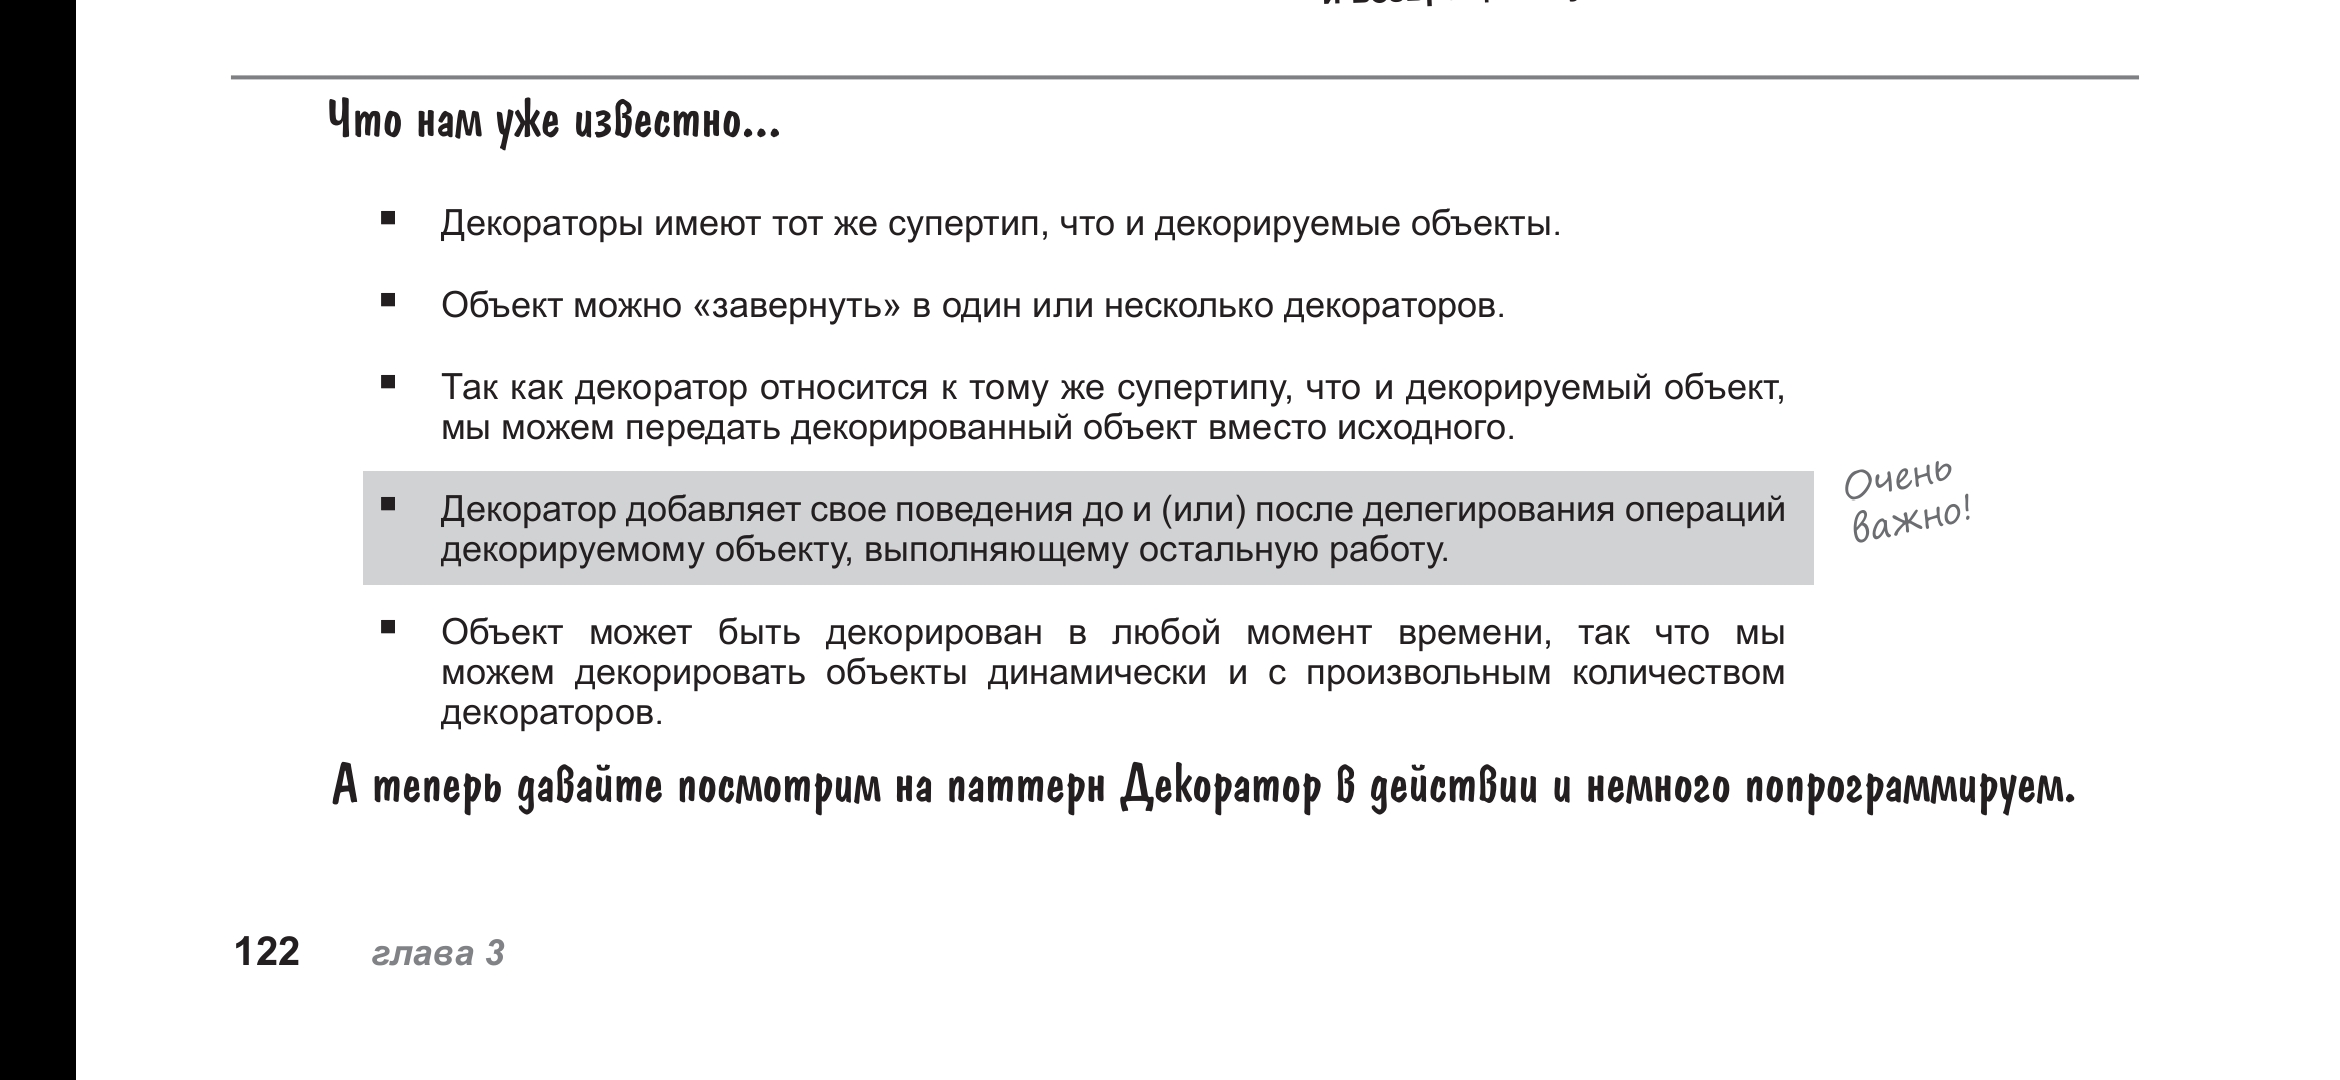 Что нам уже известно...
▪ Декораторы имеют тот же супертип, что и декорируемые объекты.
▪ Объект можно «завернуть» в один или несколько декораторов.
▪ Так как декоратор относится к тому же супертипу, что и декорируемый объект,
мы можем передать декорированный объект вместо исходного.
▪ Декоратор добавляет свое поведения до и (или) после делегирования операций
декорируемому объекту, выполняющему остальную работу.
Очень
важно!
▪ Объект может быть декорирован в любой момент времени, так что мы
можем декорировать объекты динамически и с произвольным количеством
декораторов.
А теперь давайте посмотрим на паттерн Декоратор в действии и немного попрограммируем.
122 глава 3